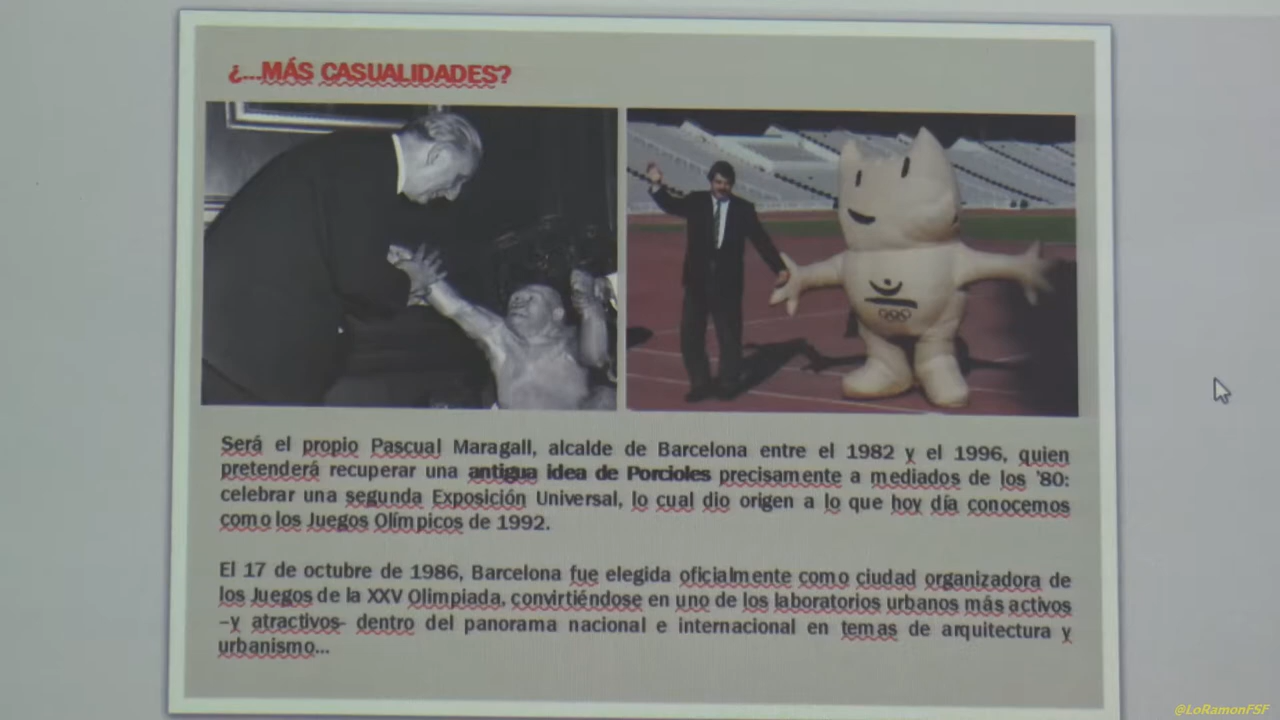 ¿...MÁS CASUALIDADES?
Será el propio Pascual Maragall, alcalde de Barcelona entre el 1982 y el 1996, quien
pretenderá recuperar una antigua idea de Porcioles precisamente a mediados de los '80:
celebrar una segunda Exposición Universal, lo cual dio origen a lo que hoy día conocemos
como los Juegos Olímpicos de 1992.
El 17 de octubre de 1986, Barcelona fue elegida oficialmente como ciudad organizadora de
los Juegos de la XXV Olimpiada, convirtiéndose en uno de los laboratorios urbanos más activos
–y atractivos- dentro del panorama nacional e internacional en temas de arquitectura y
urbanismo...
@LoRamonFSF